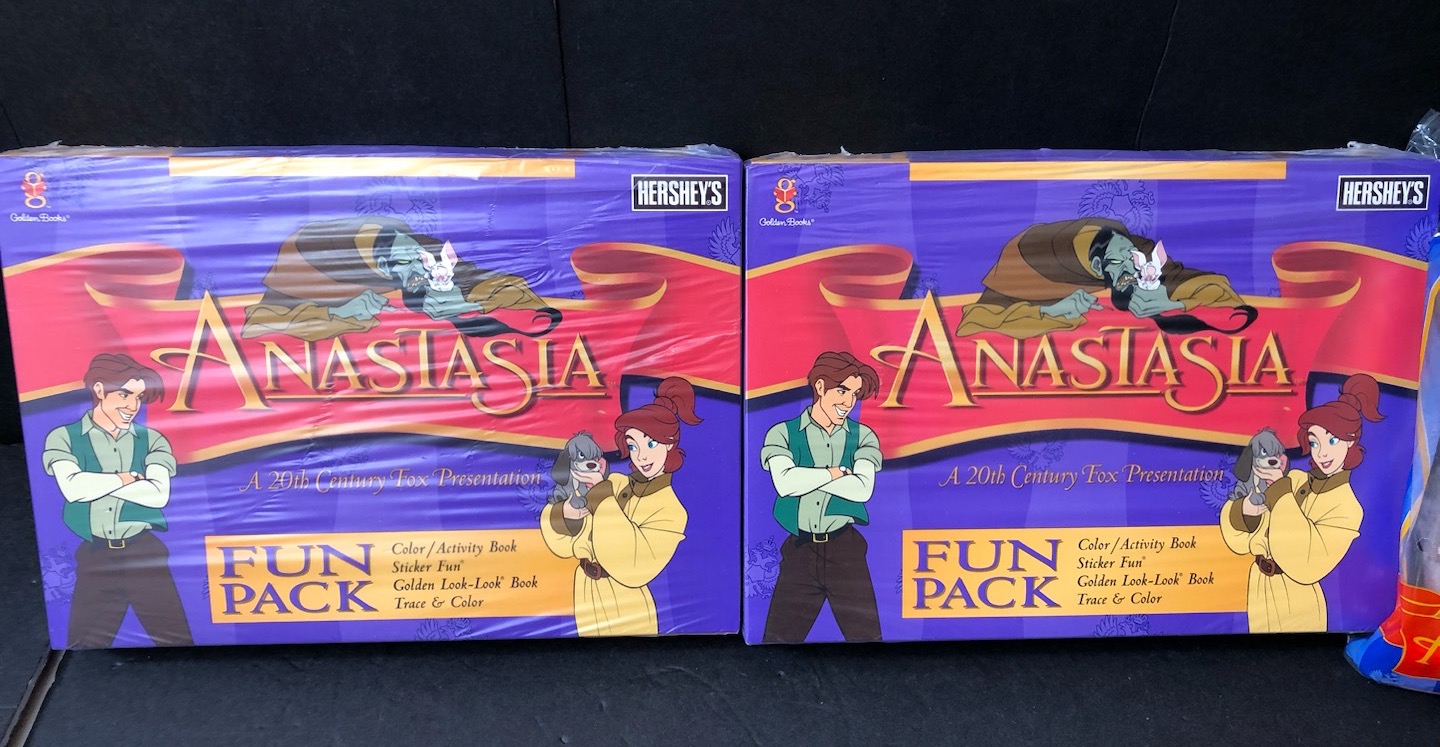 Golden Books®
HERSHEY'S
ANASTASIA
A 20th Century Fox Presentation
FUN
PACK
Color/Activity Book
Sticker Fun®
Golden Look-Look® Book
Trace & Color
Golden Books®
HERSHEY'S
ANASTASIA
A 20th Century Fox Presentation
FUN
PACK
Color/Activity Book
Sticker Fun®
Golden Look-Look® Book
Trace & Color